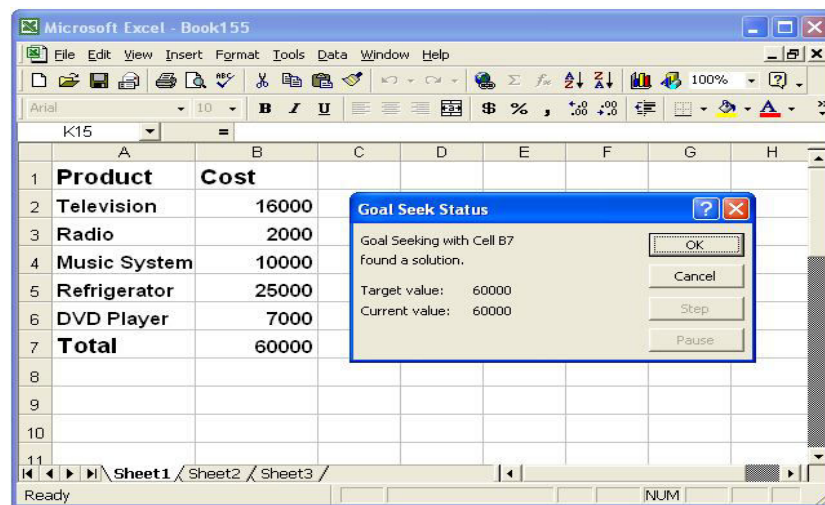 Microsoft Excel - Book155
File Edit View Insert Format Tools Data Window Help
100%
Arial 10 B I U $ % ,
K15 =
A B C D E F G H
1 Product Cost
2 Television 16000
3 Radio 2000
4 Music System 10000
5 Refrigerator 25000
6 DVD Player 7000
7 Total 60000
8
9
10
11
Goal Seek Status
Goal Seeking with Cell B7
found a solution.
Target value: 60000
Current value: 60000
OK
Cancel
Step
Pause
Sheet1 / Sheet2 / Sheet3 /
Ready NUM